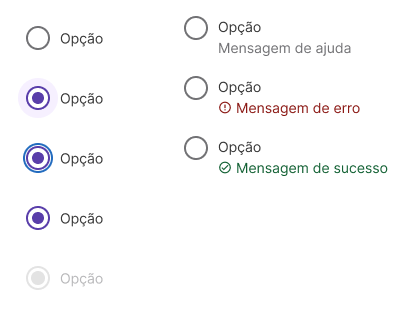 Opção
Opção
Opção
Opção
Opção
Opção
Mensagem de ajuda
Opção
Mensagem de erro
Opção
Mensagem de sucesso